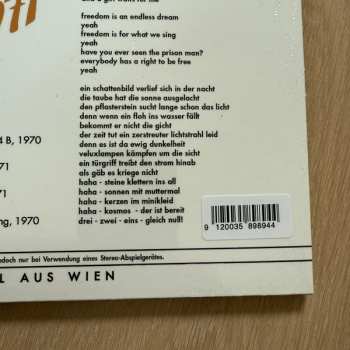 freedom is an endless dream
yeah
freedom is for what we sing
yeah
have you ever seen the prison man?
everybody has a right to be free
yeah
ein schattenbild verlief sich in der nacht
die taube hat die sonne ausgelacht
den pflasterstein sucht lange schon das licht
denn wenn ein floh ins wasser fällt
bekommt er nicht die gicht
der zeit tut ein zerstreuter lichtstrahl leid
denn es ist da ewig dunkelheit
veluxlampen kämpfen um die sicht
ein türgriff treibt den strom hinab
als gäb es kriege nicht
haha - steine klettern ins all
haha - sonnen mit muttermal
haha - kerzen im minikleid
haha - kosmos - der ist bereit
drei - zwei - eins - gleich null!
4 B, 1970
71
71
ng, 1970
9 120035 898944
edoch nur bei Verwendung eines Stereo-Abspielgerätes.
L AUS WIEN